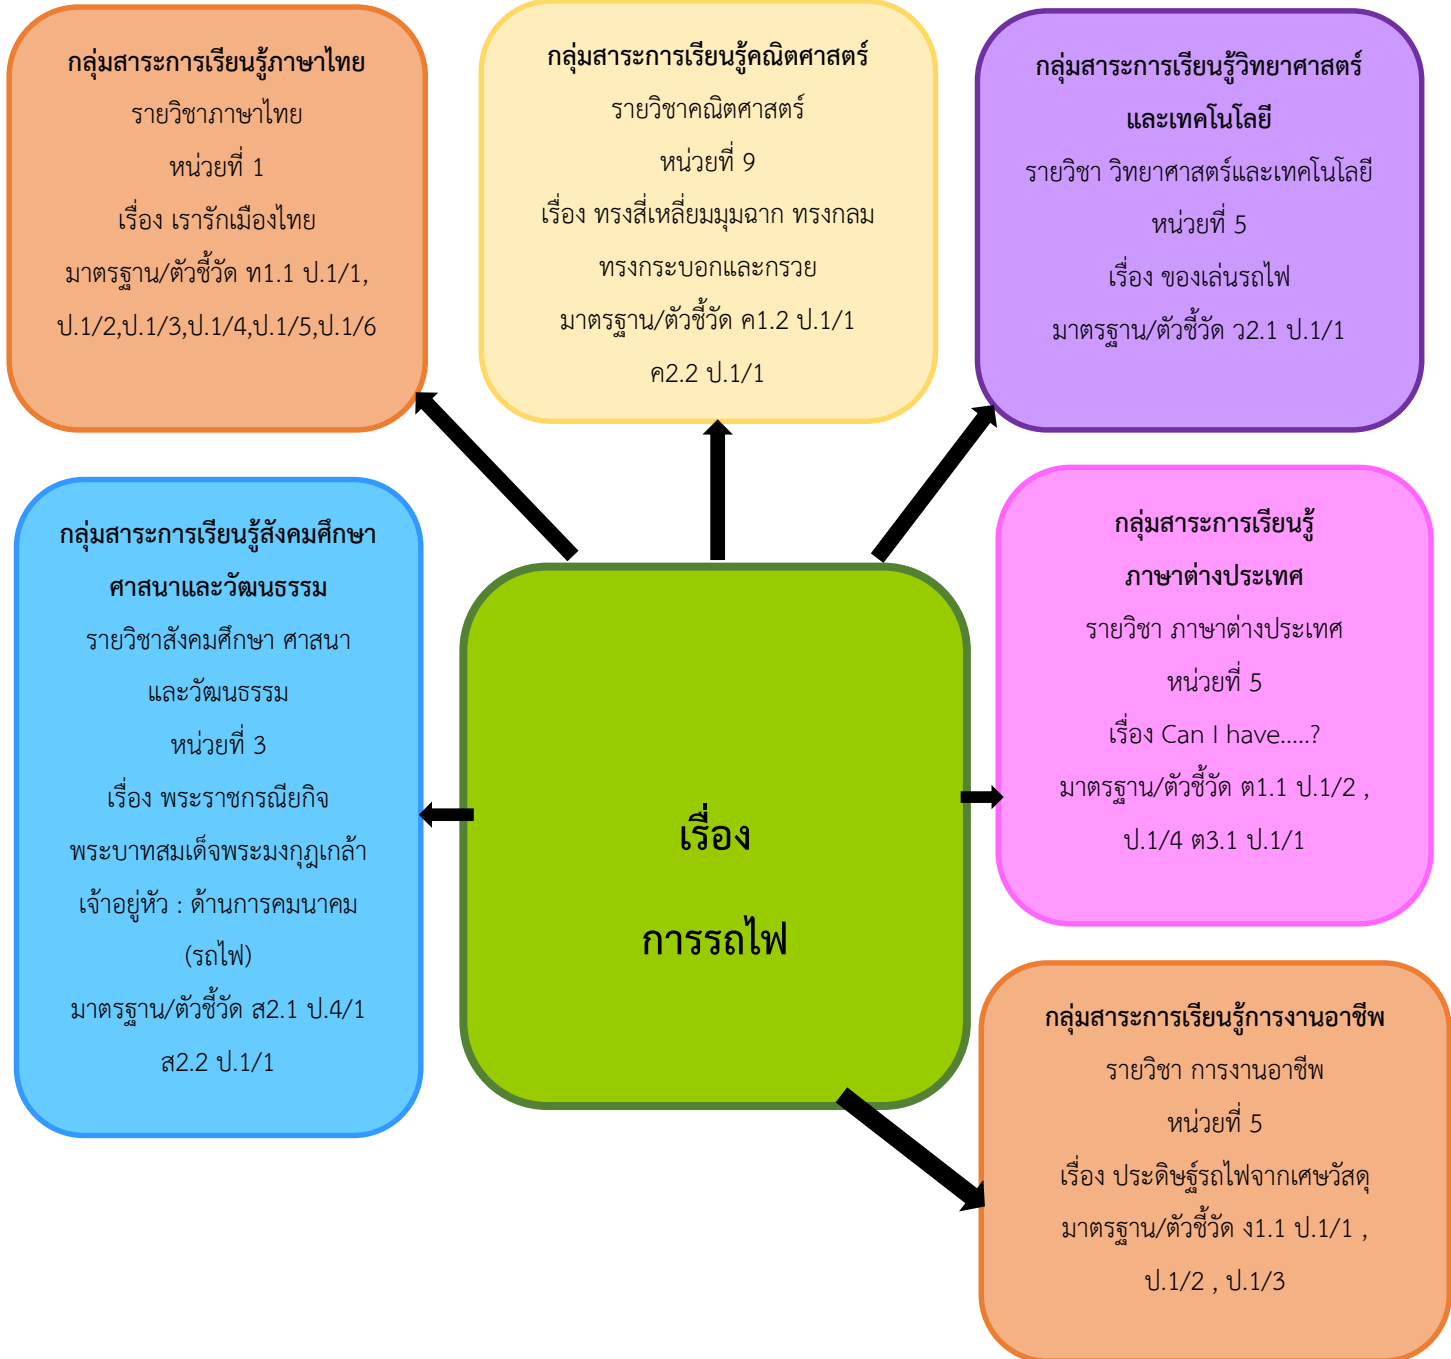 กลุ่มสาระการเรียนรู้ภาษาไทย
รายวิชาภาษาไทย
หน่วยที่ 1
เรื่อง เรารักเมืองไทย
มาตรฐาน/ตัวชี้วัด ท1.1 ป.1/1,
ป.1/2,ป.1/3,ป.1/4,ป.1/5,ป.1/6
กลุ่มสาระการเรียนรู้คณิตศาสตร์
รายวิชาคณิตศาสตร์
หน่วยที่ 9
เรื่อง ทรงสี่เหลี่ยมมุมฉาก ทรงกลม
ทรงกระบอกและกรวย
มาตรฐาน/ตัวชี้วัด ค1.2 ป.1/1
ค2.2 ป.1/1
กลุ่มสาระการเรียนรู้วิทยาศาสตร์
และเทคโนโลยี
รายวิชา วิทยาศาสตร์และเทคโนโลยี
หน่วยที่ 5
เรื่อง ของเล่นรถไฟ
มาตรฐาน/ตัวชี้วัด ว2.1 ป.1/1
กลุ่มสาระการเรียนรู้สังคมศึกษา
ศาสนาและวัฒนธรรม
รายวิชาสังคมศึกษา ศาสนา
และวัฒนธรรม
หน่วยที่ 3
เรื่อง พระราชกรณียกิจ
พระบาทสมเด็จพระมงกุฎเกล้า
เจ้าอยู่หัว : ด้านการคมนาคม
(รถไฟ)
มาตรฐาน/ตัวชี้วัด ส2.1 ป.4/1
ส2.2 ป.1/1
เรื่อง
การรถไฟ
กลุ่มสาระการเรียนรู้
ภาษาต่างประเทศ
รายวิชา ภาษาต่างประเทศ
หน่วยที่ 5
เรื่อง Can I have.....?
มาตรฐาน/ตัวชี้วัด ต1.1 ป.1/2 ,
ป.1/4 ต3.1 ป.1/1
กลุ่มสาระการเรียนรู้การงานอาชีพ
รายวิชา การงานอาชีพ
หน่วยที่ 5
เรื่อง ประดิษฐ์รถไฟจากเศษวัสดุ
มาตรฐาน/ตัวชี้วัด ง1.1 ป.1/1 ,
ป.1/2 , ป.1/3